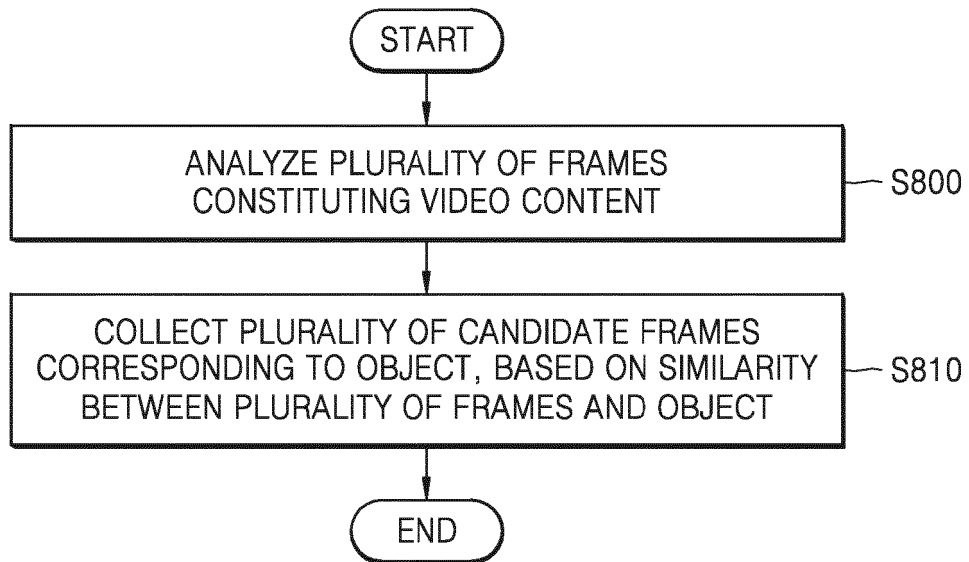 START
ANALYZE PLURALITY OF FRAMES
CONSTITUTING VIDEO CONTENT
S800
COLLECT PLURALITY OF CANDIDATE FRAMES
CORRESPONDING TO OBJECT, BASED ON SIMILARITY
BETWEEN PLURALITY OF FRAMES AND OBJECT
S810
END